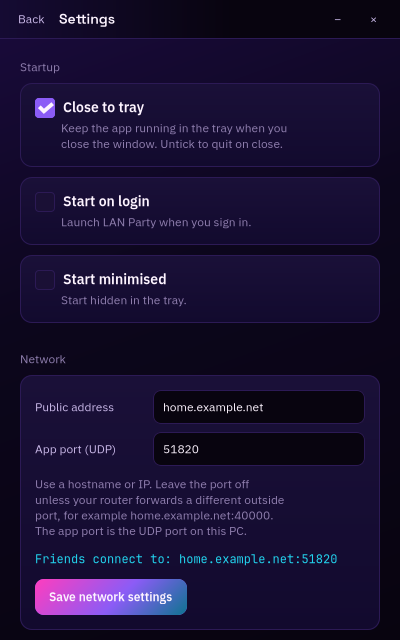 Back Settings – ×
Startup
Close to tray
Keep the app running in the tray when you
close the window. Untick to quit on close.
Start on login
Launch LAN Party when you sign in.
Start minimised
Start hidden in the tray.
Network
Public address home.example.net
App port (UDP) 51820
Use a hostname or IP. Leave the port off
unless your router forwards a different outside
port, for example home.example.net:40000.
The app port is the UDP port on this PC.
Friends connect to: home.example.net:51820
Save network settings